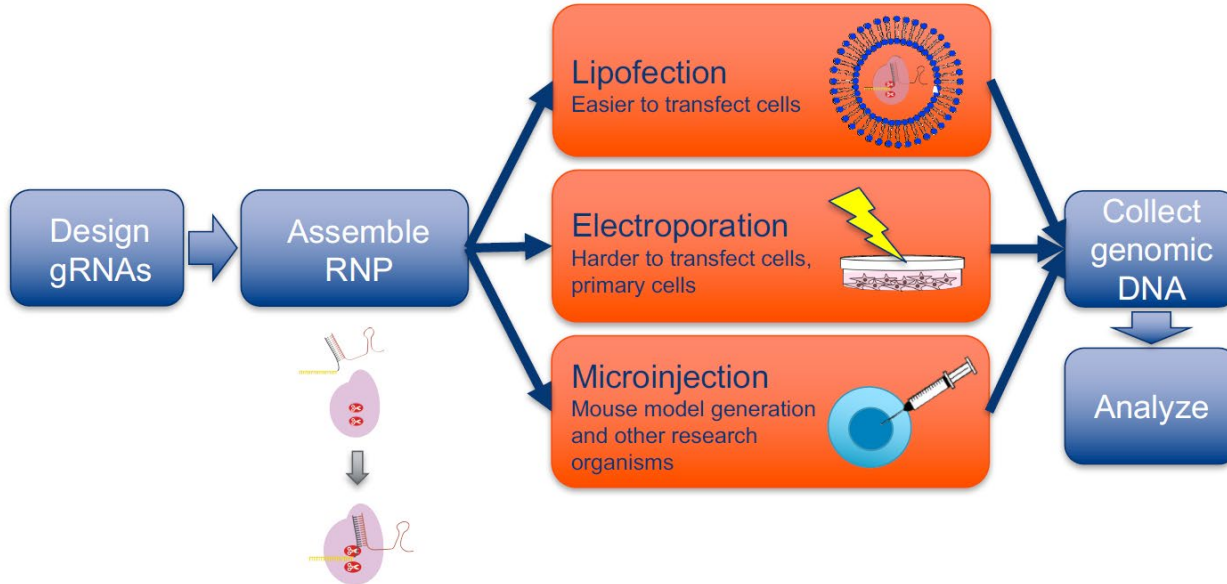 Design
gRNAs
Assemble
RNP
Lipofection
Easier to transfect cells
Electroporation
Harder to transfect cells,
primary cells
Microinjection
Mouse model generation
and other research
organisms
Collect
genomic
DNA
Analyze